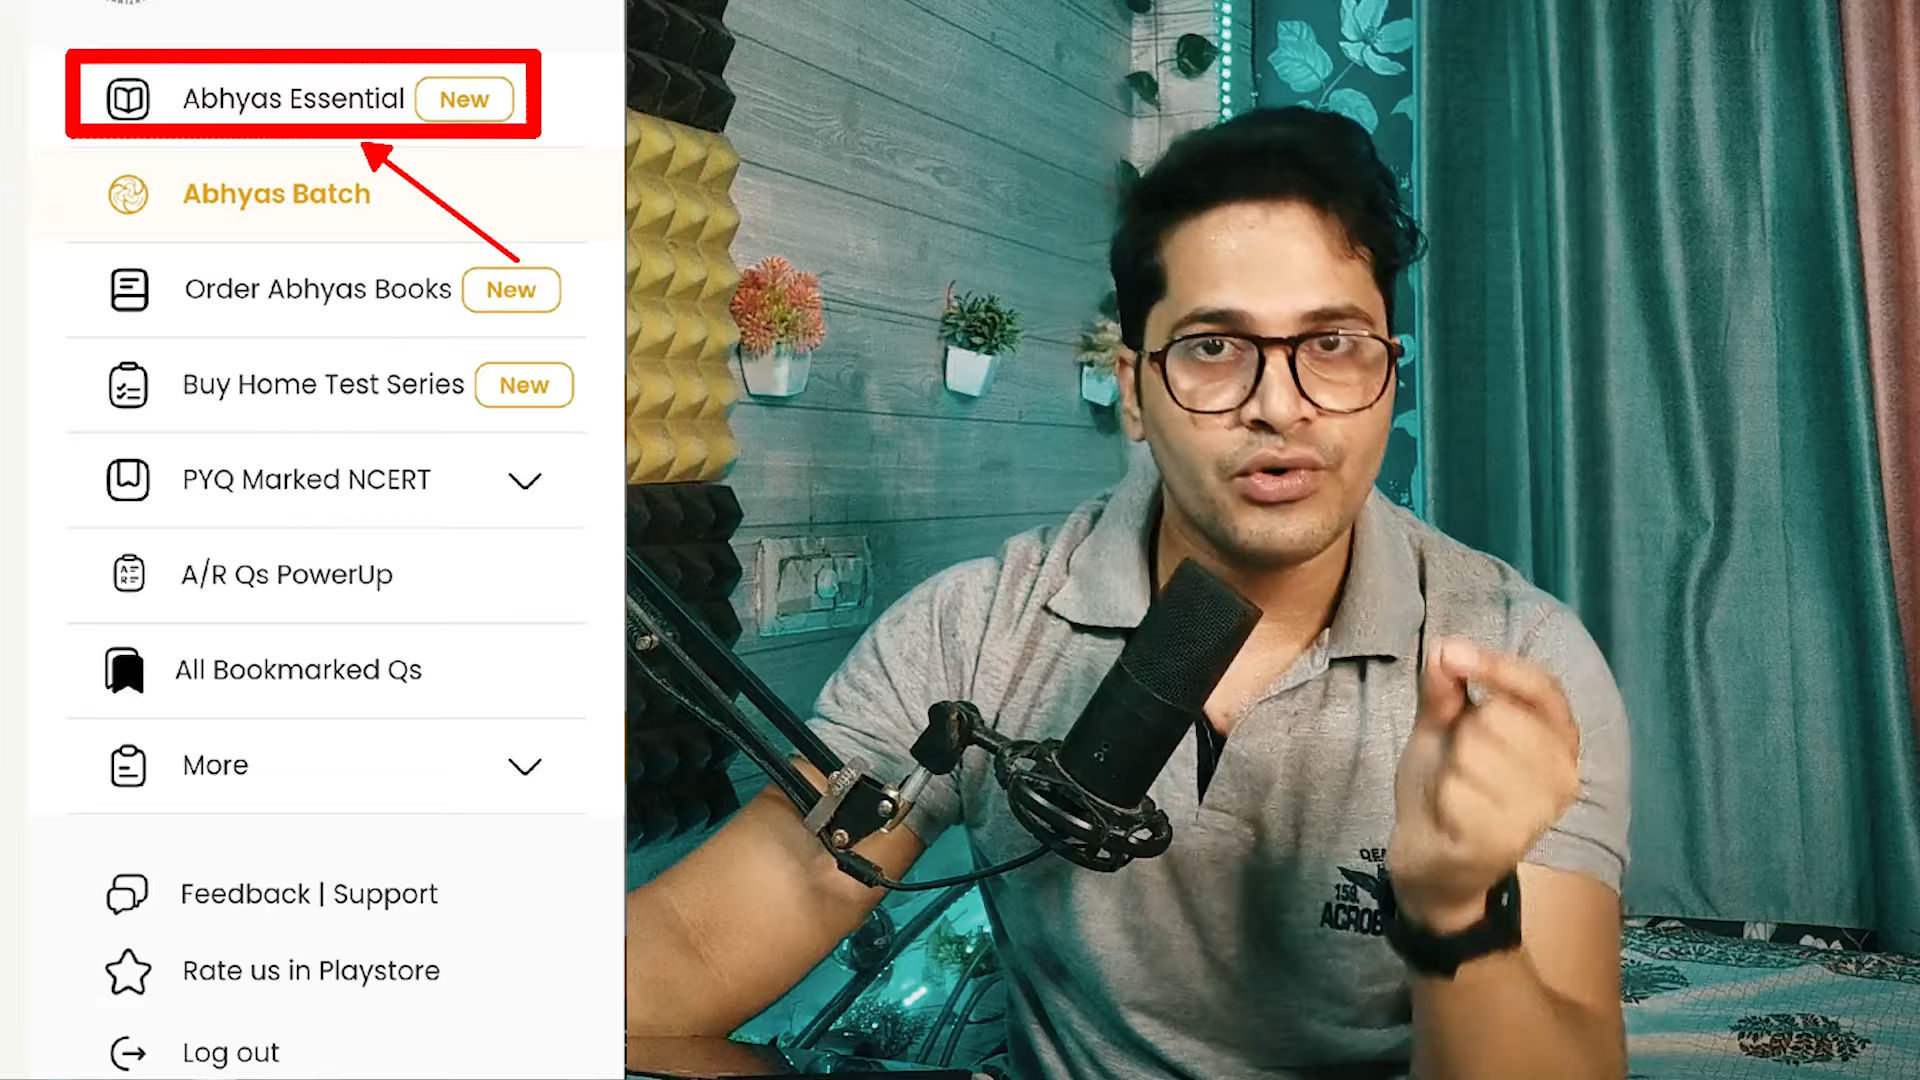 Abhyas Essential New
Abhyas Batch
Order Abhyas Books New
Buy Home Test Series New
PYQ Marked NCERT
A/R Qs PowerUp
All Bookmarked Qs
More
Feedback | Support
Rate us in Playstore
Log out
159